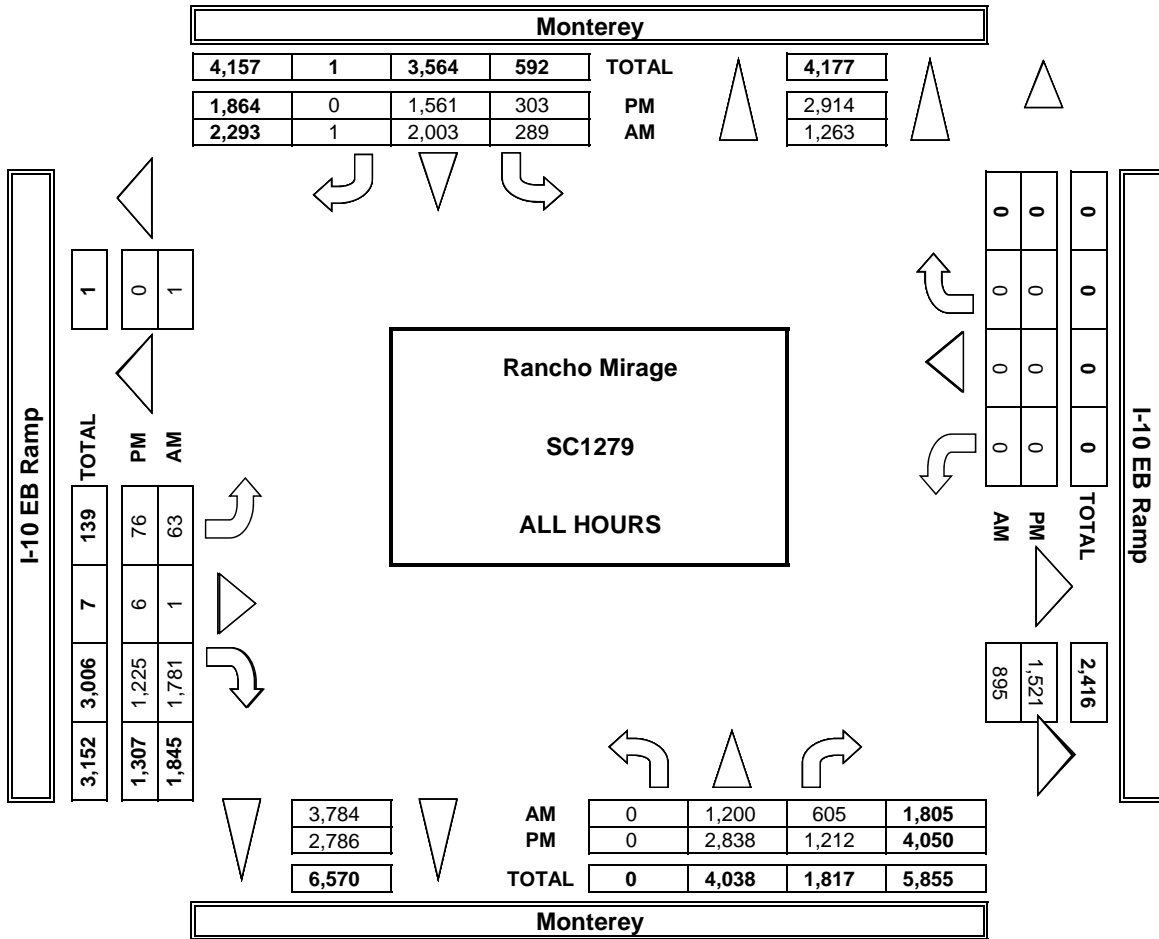 Monterey
4,157 1 3,564 592 TOTAL 4,177
1,864 0 1,561 303 PM 2,914
2,293 1 2,003 289 AM 1,263
I-10 EB Ramp
1 0 1
TOTAL PM AM
139 76 63
7 6 1
3,006 1,225 1,781
3,152 1,307 1,845
Rancho Mirage
SC1279
ALL HOURS
0 0 0
0 0 0
0 0 0
0 0 0
AM PM TOTAL
895 1,521 2,416
I-10 EB Ramp
3,784 AM 0 1,200 605 1,805
2,786 PM 0 2,838 1,212 4,050
6,570 TOTAL 0 4,038 1,817 5,855
Monterey